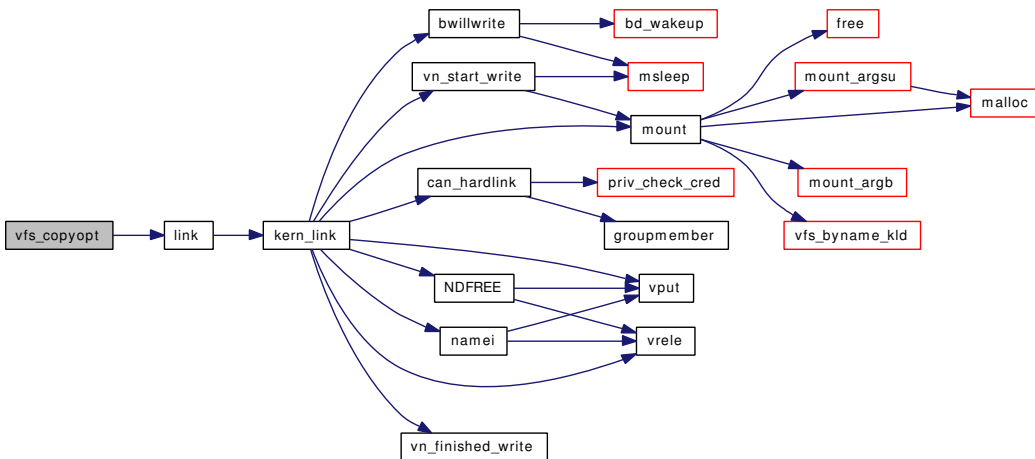 vfs_copyopt
link
kern_link
bwillwrite
vn_start_write
can_hardlink
NDFREE
namei
vn_finished_write
bd_wakeup
msleep
mount
priv_check_cred
groupmember
vput
vrele
free
mount_argsu
mount_argb
vfs_byname_kld
malloc